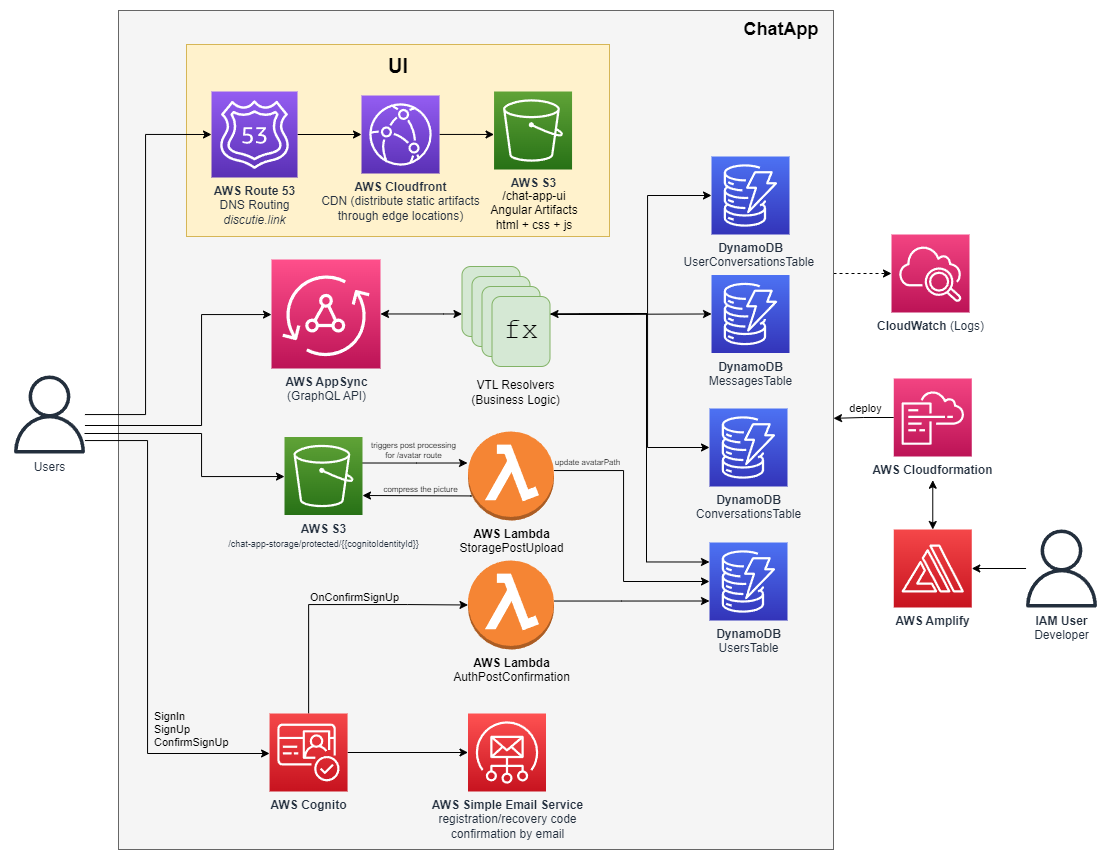 ChatApp
UI
53
AWS Route 53
DNS Routing
discutie.link
AWS Cloudfront
CDN (distribute static artifacts
through edge locations)
AWS S3
/chat-app-ui
Angular Artifacts
html + css + js
DynamoDB
UserConversationsTable
CloudWatch (Logs)
AWS AppSync
(GraphQL API)
fx
VTL Resolvers
(Business Logic)
DynamoDB
MessagesTable
deploy
AWS Cloudformation
Users
triggers post processing
for /avatar route
compress the picture
update avatarPath
AWS S3
/chat-app-storage/protected/{{cognitoIdentityId}}
AWS Lambda
StoragePostUpload
DynamoDB
ConversationsTable
OnConfirmSignUp
AWS Lambda
AuthPostConfirmation
DynamoDB
UsersTable
AWS Amplify
IAM User
Developer
SignIn
SignUp
ConfirmSignUp
AWS Cognito
AWS Simple Email Service
registration/recovery code
confirmation by email